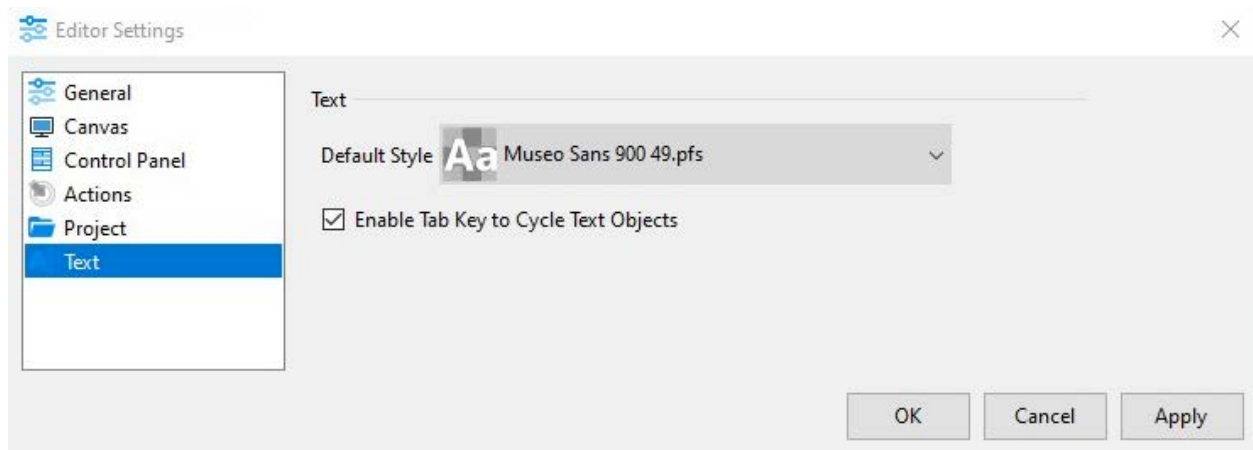 Editor Settings
General
Canvas
Control Panel
Actions
Project
Text
Text
Default Style Aa Museo Sans 900 49.pfs
Enable Tab Key to Cycle Text Objects
OK Cancel Apply